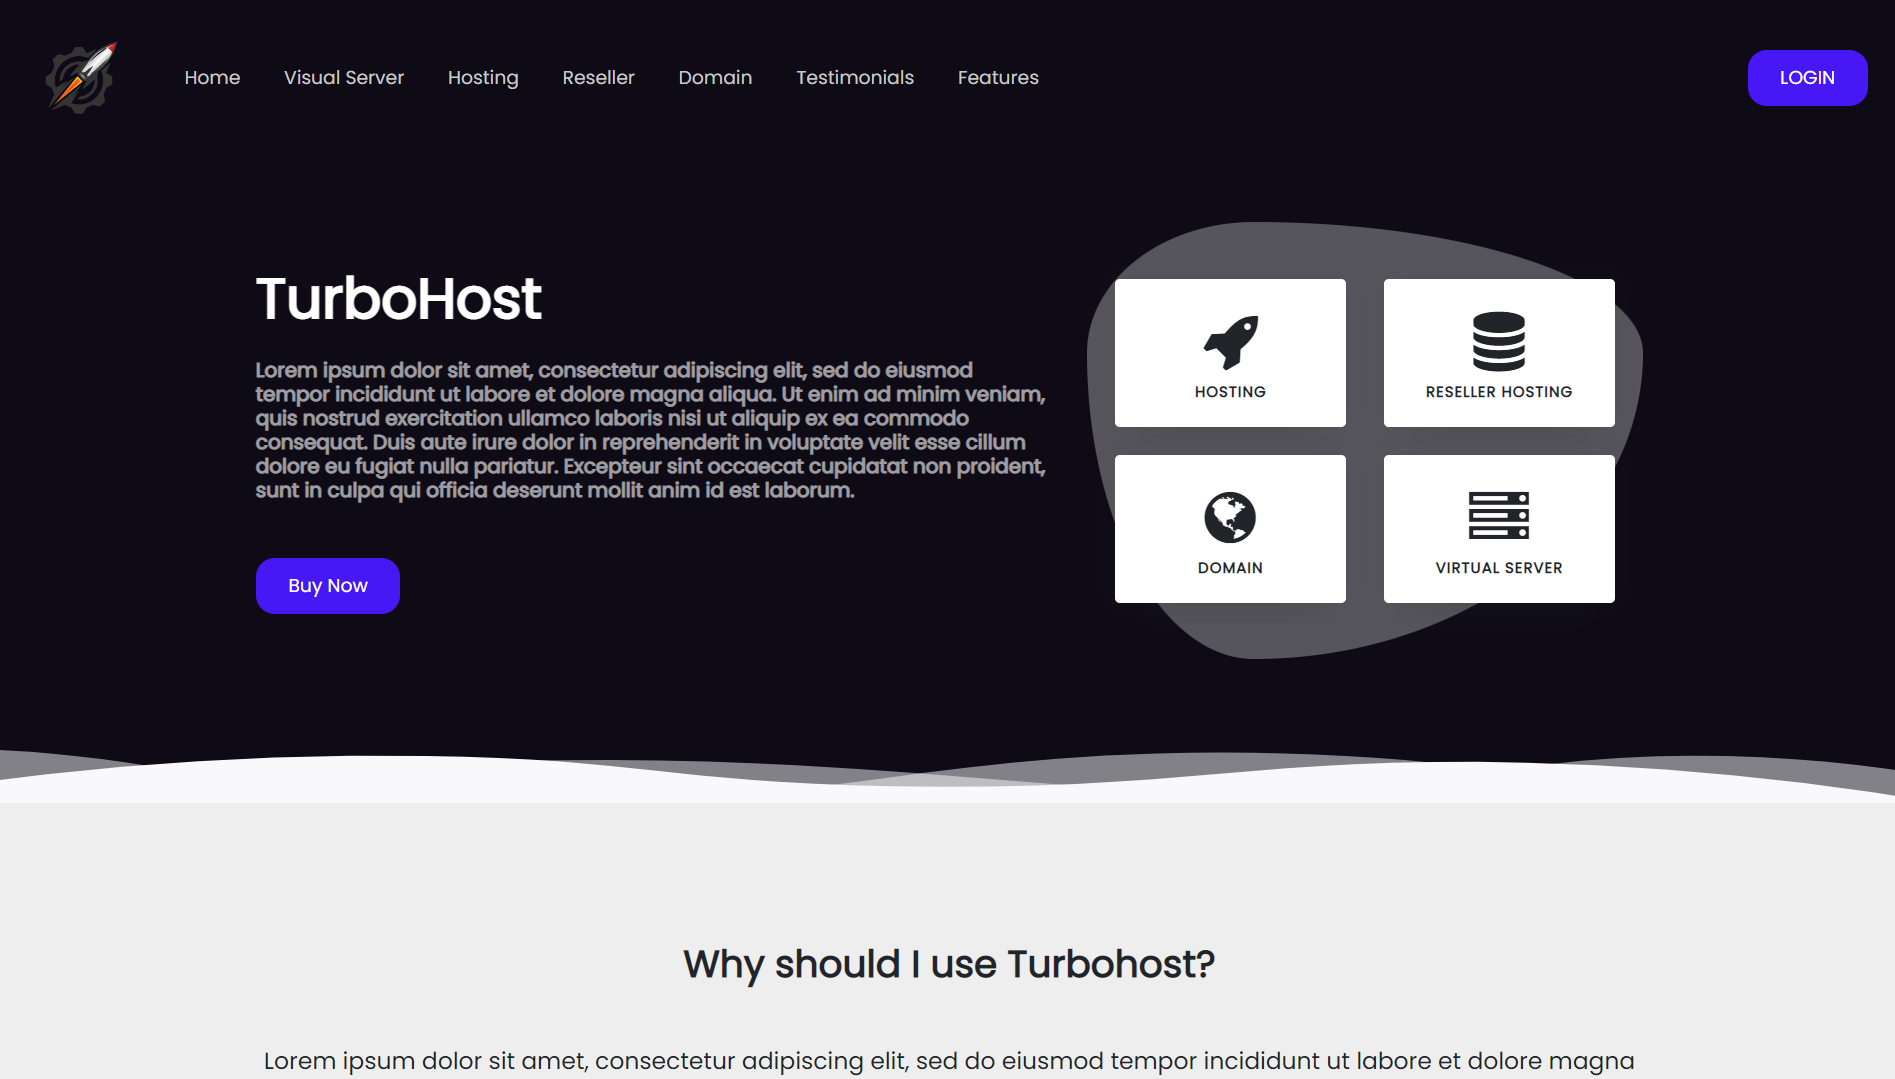 Home Visual Server Hosting Reseller Domain Testimonials Features LOGIN
TurboHost
Lorem ipsum dolor sit amet, consectetur adipiscing elit, sed do eiusmod
tempor incididunt ut labore et dolore magna aliqua. Ut enim ad minim veniam,
quis nostrud exercitation ullamco laboris nisi ut aliquip ex ea commodo
consequat. Duis aute irure dolor in reprehenderit in voluptate velit esse cillum
dolore eu fugiat nulla pariatur. Excepteur sint occaecat cupidatat non proident,
sunt in culpa qui officia deserunt mollit anim id est laborum.
Buy Now
HOSTING
RESELLER HOSTING
DOMAIN
VIRTUAL SERVER
Why should I use Turbohost?
Lorem ipsum dolor sit amet, consectetur adipiscing elit, sed do eiusmod tempor incididunt ut labore et dolore magna